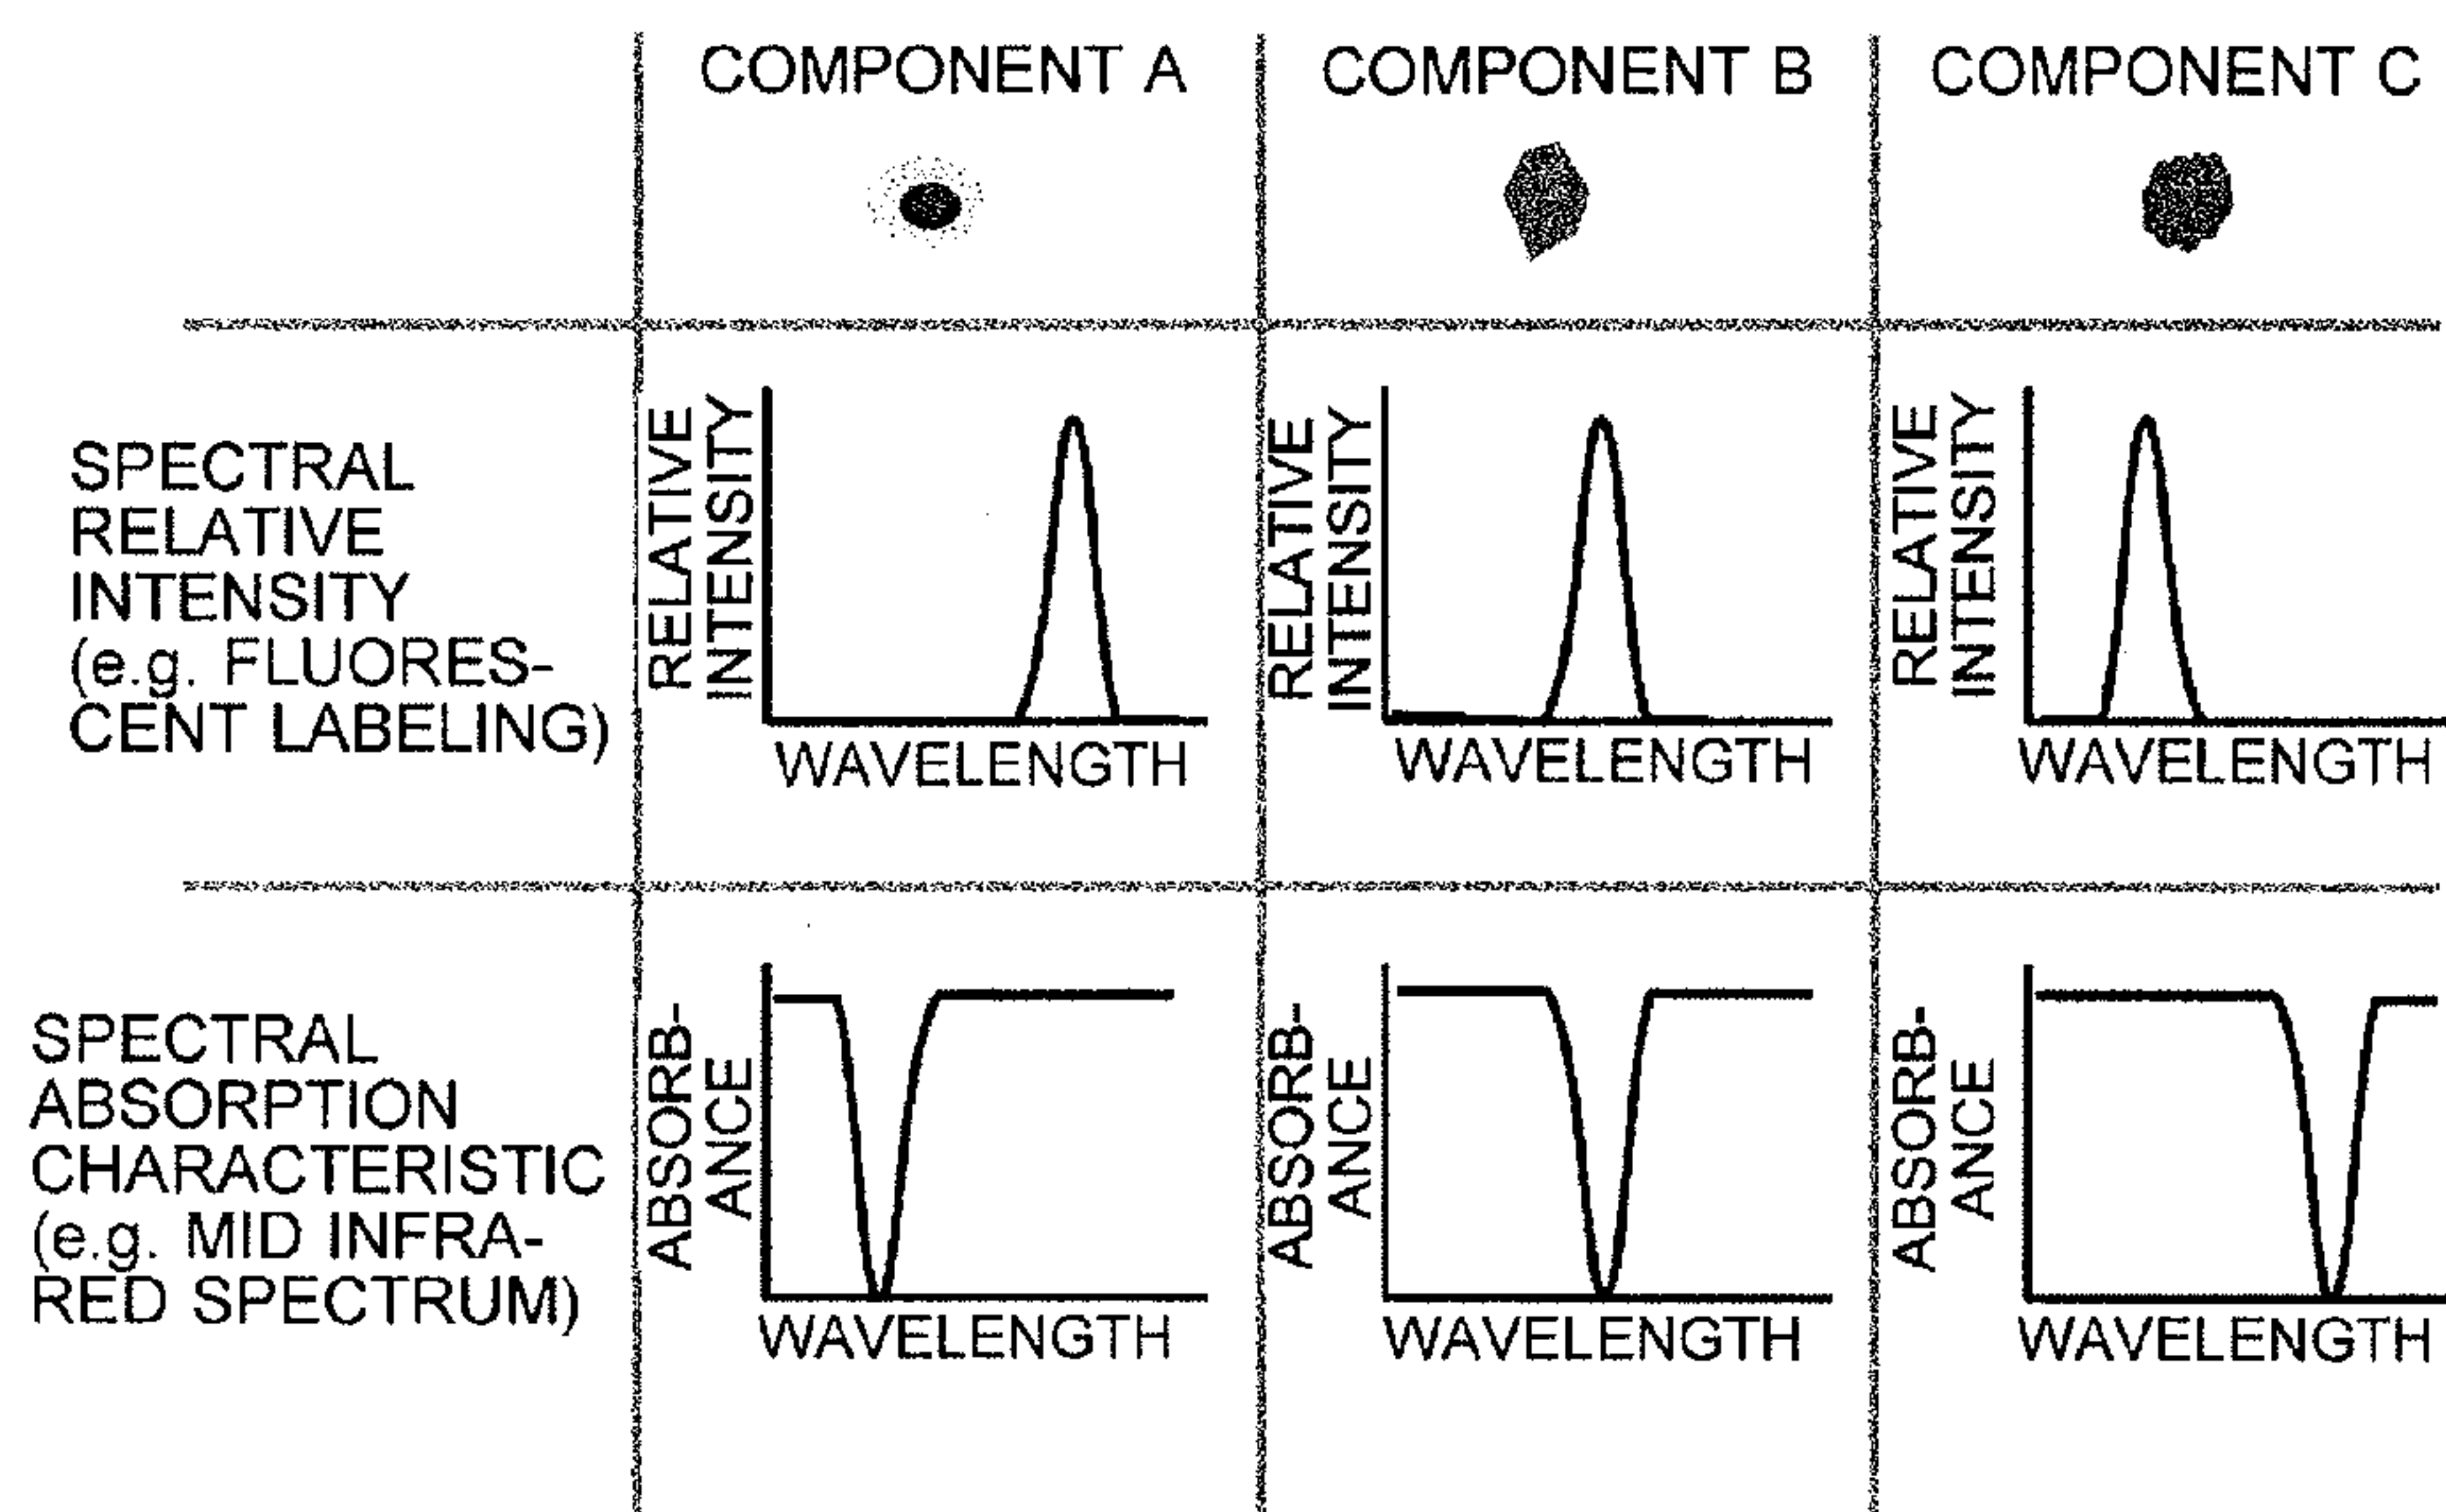 COMPONENT A
COMPONENT B
COMPONENT C
SPECTRAL
RELATIVE
INTENSITY
(e.g. FLUORES-
CENT LABELING)
RELATIVE
INTENSITY
WAVELENGTH
RELATIVE
INTENSITY
WAVELENGTH
RELATIVE
INTENSITY
WAVELENGTH
SPECTRAL
ABSORPTION
CHARACTERISTIC
(e.g. MID INFRA-
RED SPECTRUM)
ABSORB-
ANCE
WAVELENGTH
ABSORB-
ANCE
WAVELENGTH
ABSORB-
ANCE
WAVELENGTH